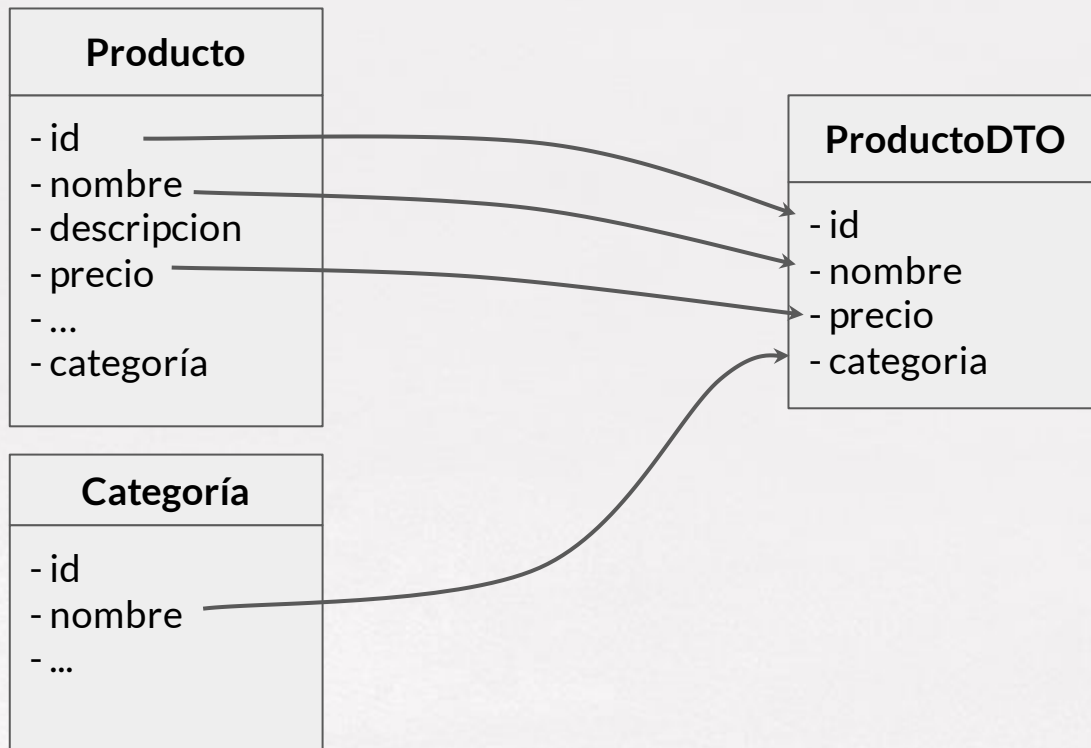 Producto
- id
- nombre
- descripcion
- precio
- ...
- categoría
Categoría
- id
- nombre
- ...
ProductoDTO
- id
- nombre
- precio
- categoria